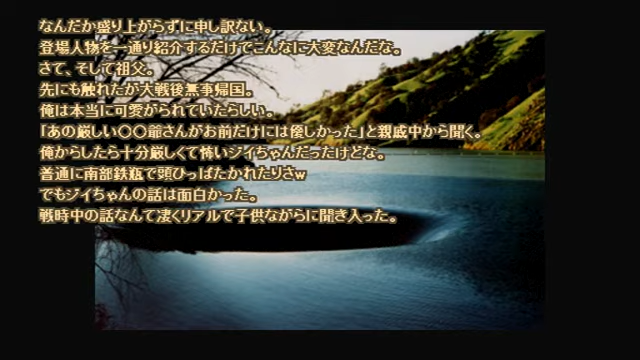 なんだか盛り上がらずに申し訳ない。
登場人物を一通り紹介するだけでこんなに大変なんだな。
さて、そして祖父。
先にも触れたが大戦後無事帰国。
俺は本当に可愛がられていたらしい。
「あの厳しい〇〇爺さんがお前だけには優しかった」と親戚中から聞く。
俺からしたら十分厳しくて怖いジイちゃんだったけどな。
普通に南部鉄瓶で頭ひっぱたかれたりさw
でもジイちゃんの話は面白かった。
戦時中の話なんて凄くリアルで子供ながらに聞き入った。